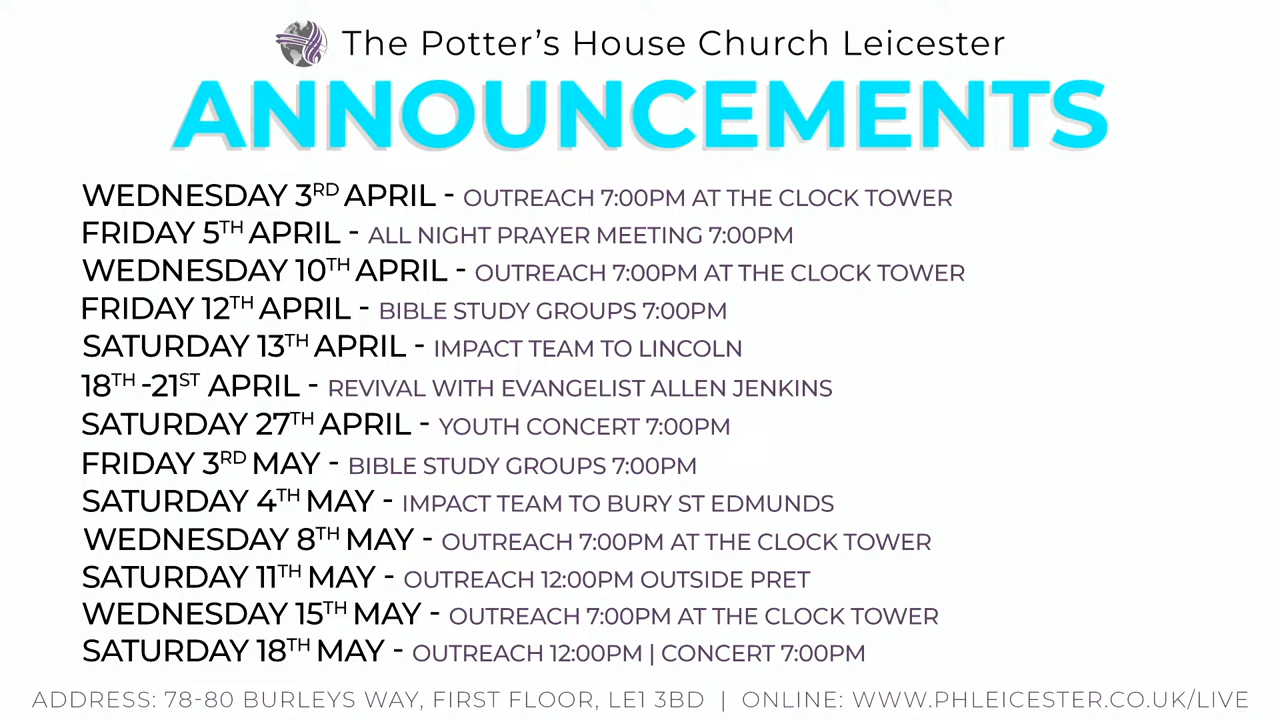 The Potter's House Church Leicester
ANNOUNCEMENTS
WEDNESDAY 3RD APRIL - OUTREACH 7:00PM AT THE CLOCK TOWER
FRIDAY 5TH APRIL - ALL NIGHT PRAYER MEETING 7:00PM
WEDNESDAY 10TH APRIL - OUTREACH 7:00PM AT THE CLOCK TOWER
FRIDAY 12TH APRIL - BIBLE STUDY GROUPS 7:00PM
SATURDAY 13TH APRIL - IMPACT TEAM TO LINCOLN
18TH -21ST APRIL - REVIVAL WITH EVANGELIST ALLEN JENKINS
SATURDAY 27TH APRIL - YOUTH CONCERT 7:00PM
FRIDAY 3RD MAY - BIBLE STUDY GROUPS 7:00PM
SATURDAY 4TH MAY - IMPACT TEAM TO BURY ST EDMUNDS
WEDNESDAY 8TH MAY - OUTREACH 7:00PM AT THE CLOCK TOWER
SATURDAY 11TH MAY - OUTREACH 12:00PM OUTSIDE PRET
WEDNESDAY 15TH MAY - OUTREACH 7:00PM AT THE CLOCK TOWER
SATURDAY 18TH MAY - OUTREACH 12:00PM | CONCERT 7:00PM
ADDRESS: 78-80 BURLEYS WAY, FIRST FLOOR, LE1 3BD | ONLINE: WWW.PHLEICESTER.CO.UK/LIVE